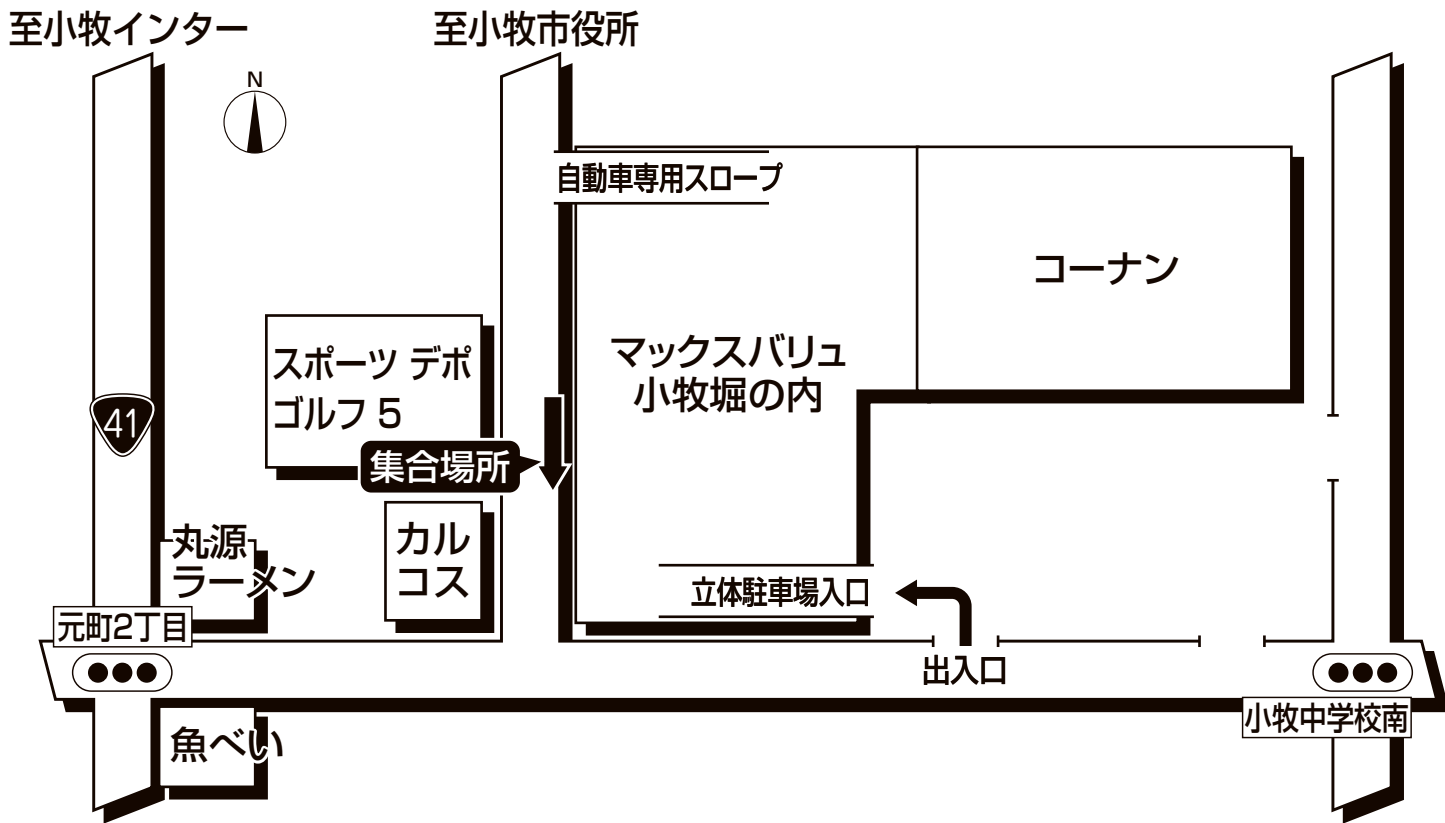 至小牧インター
至小牧市役所
N
自動車専用スロープ
コーナン
マックスバリュ
小牧堀の内
スポーツ デポ
ゴルフ 5
41
集合場所
カル
コス
丸源
ラーメン
立体駐車場入口
元町2丁目
出入口
小牧中学校南
魚べい